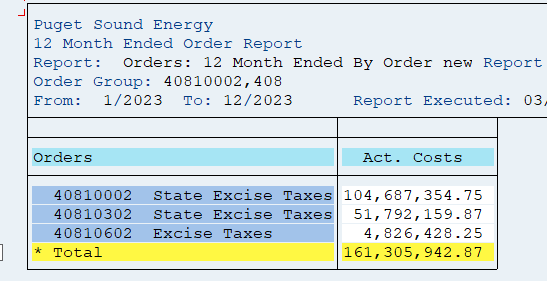 Puget Sound Energy
12 Month Ended Order Report
Report: Orders: 12 Month Ended By Order new Report
Order Group: 40810002,408
From: 1/2023 To: 12/2023 Report Executed: 03/
Orders Act. Costs
40810002 State Excise Taxes 104,687,354.75
40810302 State Excise Taxes 51,792,159.87
40810602 Excise Taxes 4,826,428.25
* Total 161,305,942.87